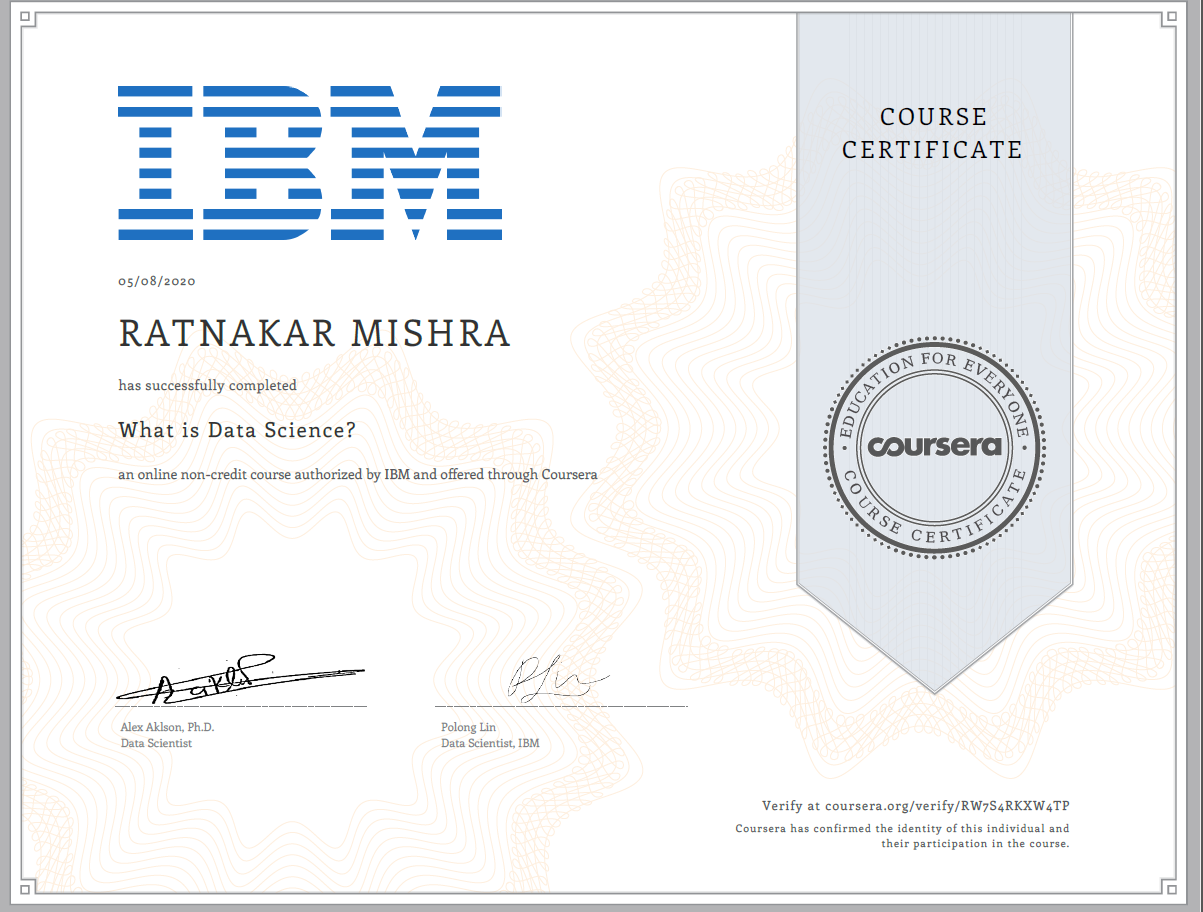 IBM
COURSE
CERTIFICATE
05/08/2020
RATNAKAR MISHRA
has successfully completed
What is Data Science?
an online non-credit course authorized by IBM and offered through Coursera
EDUCATION FOR EVERYONE
coursera
COURSE CERTIFICATE
Alex Aklson, Ph.D.
Data Scientist
Polong Lin
Data Scientist, IBM
Verify at coursera.org/verify/RW7S4RKXW4TP
Coursera has confirmed the identity of this individual and
their participation in the course.